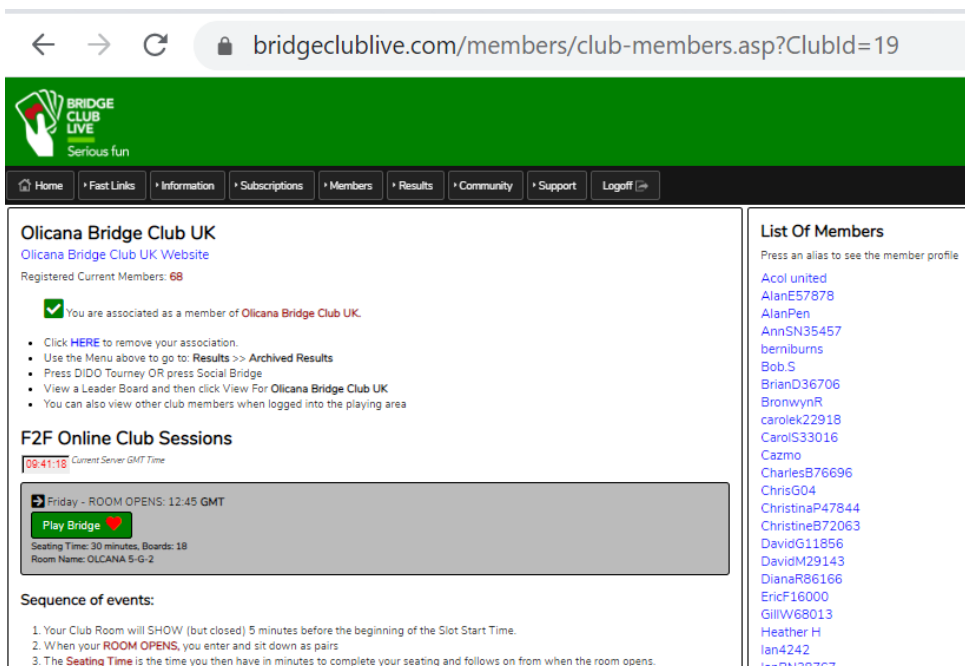 bridgeclublive.com/members/club-members.asp?ClubId=19
BRIDGE
CLUB
LIVE
Serious fun
Home
Fast Links
Information
Subscriptions
Members
Results
Community
Support
Logoff
Olicana Bridge Club UK
Olicana Bridge Club UK Website
Registered Current Members: 68
You are associated as a member of Olicana Bridge Club UK.
Click HERE to remove your association.
Use the Menu above to go to: Results >> Archived Results
Press DIDO Tourney OR press Social Bridge
View a Leader Board and then click View For Olicana Bridge Club UK
You can also view other club members when logged into the playing area
F2F Online Club Sessions
09:41:18 Current Server GMT Time
Friday - ROOM OPENS: 12:45 GMT
Play Bridge
Seating Time: 30 minutes, Boards: 18
Room Name: OLCANA 5-G-2
Sequence of events:
1. Your Club Room will SHOW (but closed) 5 minutes before the beginning of the Slot Start Time.
2. When your ROOM OPENS, you enter and sit down as pairs
3. The Seating Time is the time you then have in minutes to complete your seating and follows on from when the room opens.
List Of Members
Press an alias to see the member profile
Acol united
AlanE57878
AlanPen
AnnSN35457
berniburns
Bob.S
BrianD36706
BronwynR
carolek22918
CarolS33016
Cazmo
CharlesB76696
ChrisG04
ChristinaP47844
ChristineB72063
DavidG11856
DavidM29143
DianaR86166
EricF16000
GillW68013
Heather H
Ian4242